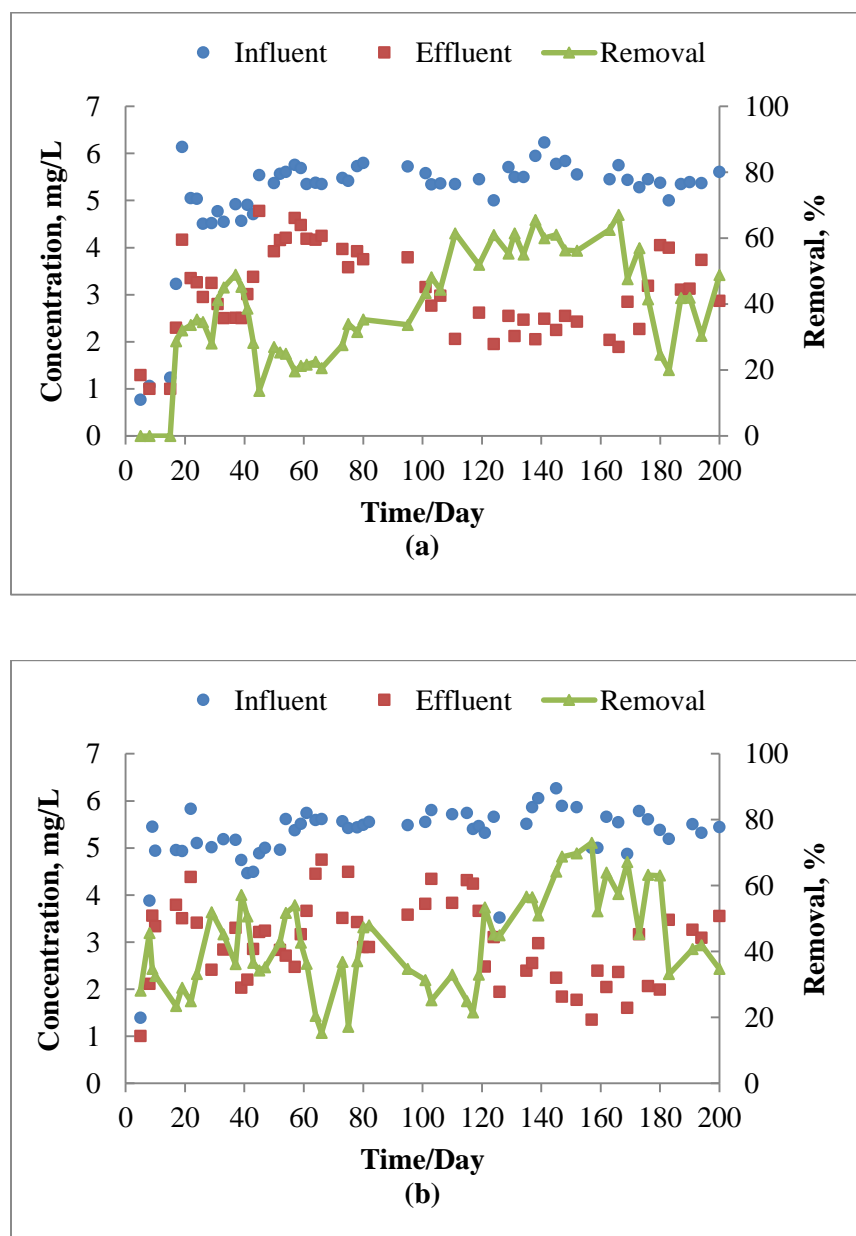 Influent Effluent Removal
7 100
6 80
5
4 60
3 40
2
1 20
0 0
0 20 40 60 80 100 120 140 160 180 200
Concentration, mg/L
Removal, %
Time/Day
(a)
Influent Effluent Removal
7 100
6 80
5
4 60
3 40
2
1 20
0 0
0 20 40 60 80 100 120 140 160 180 200
Concentration, mg/L
Removal, %
Time/Day
(b)